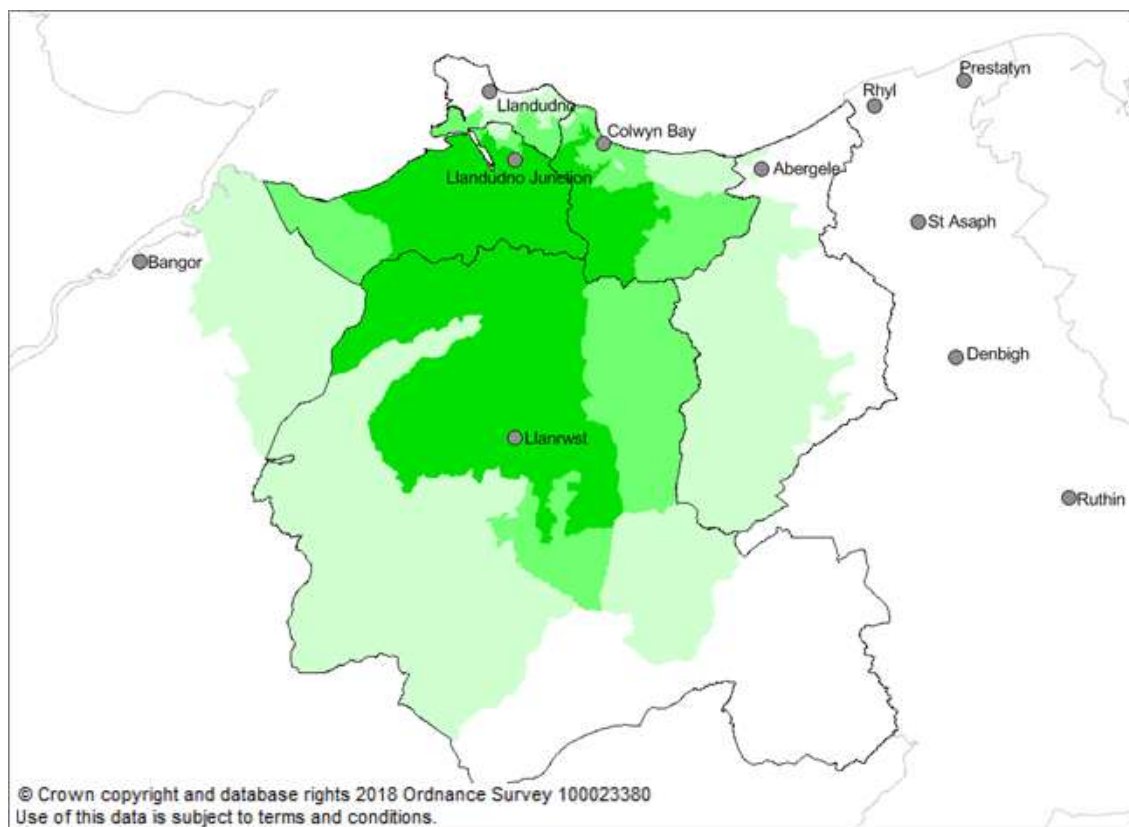 Prestatyn
Rhyl
Llandudno
Colwyn Bay
Llandudno Junction
Abergele
St Asaph
Bangor
Denbigh
Llanrwst
Ruthin
© Crown copyright and database rights 2018 Ordnance Survey 100023380
Use of this data is subject to terms and conditions.